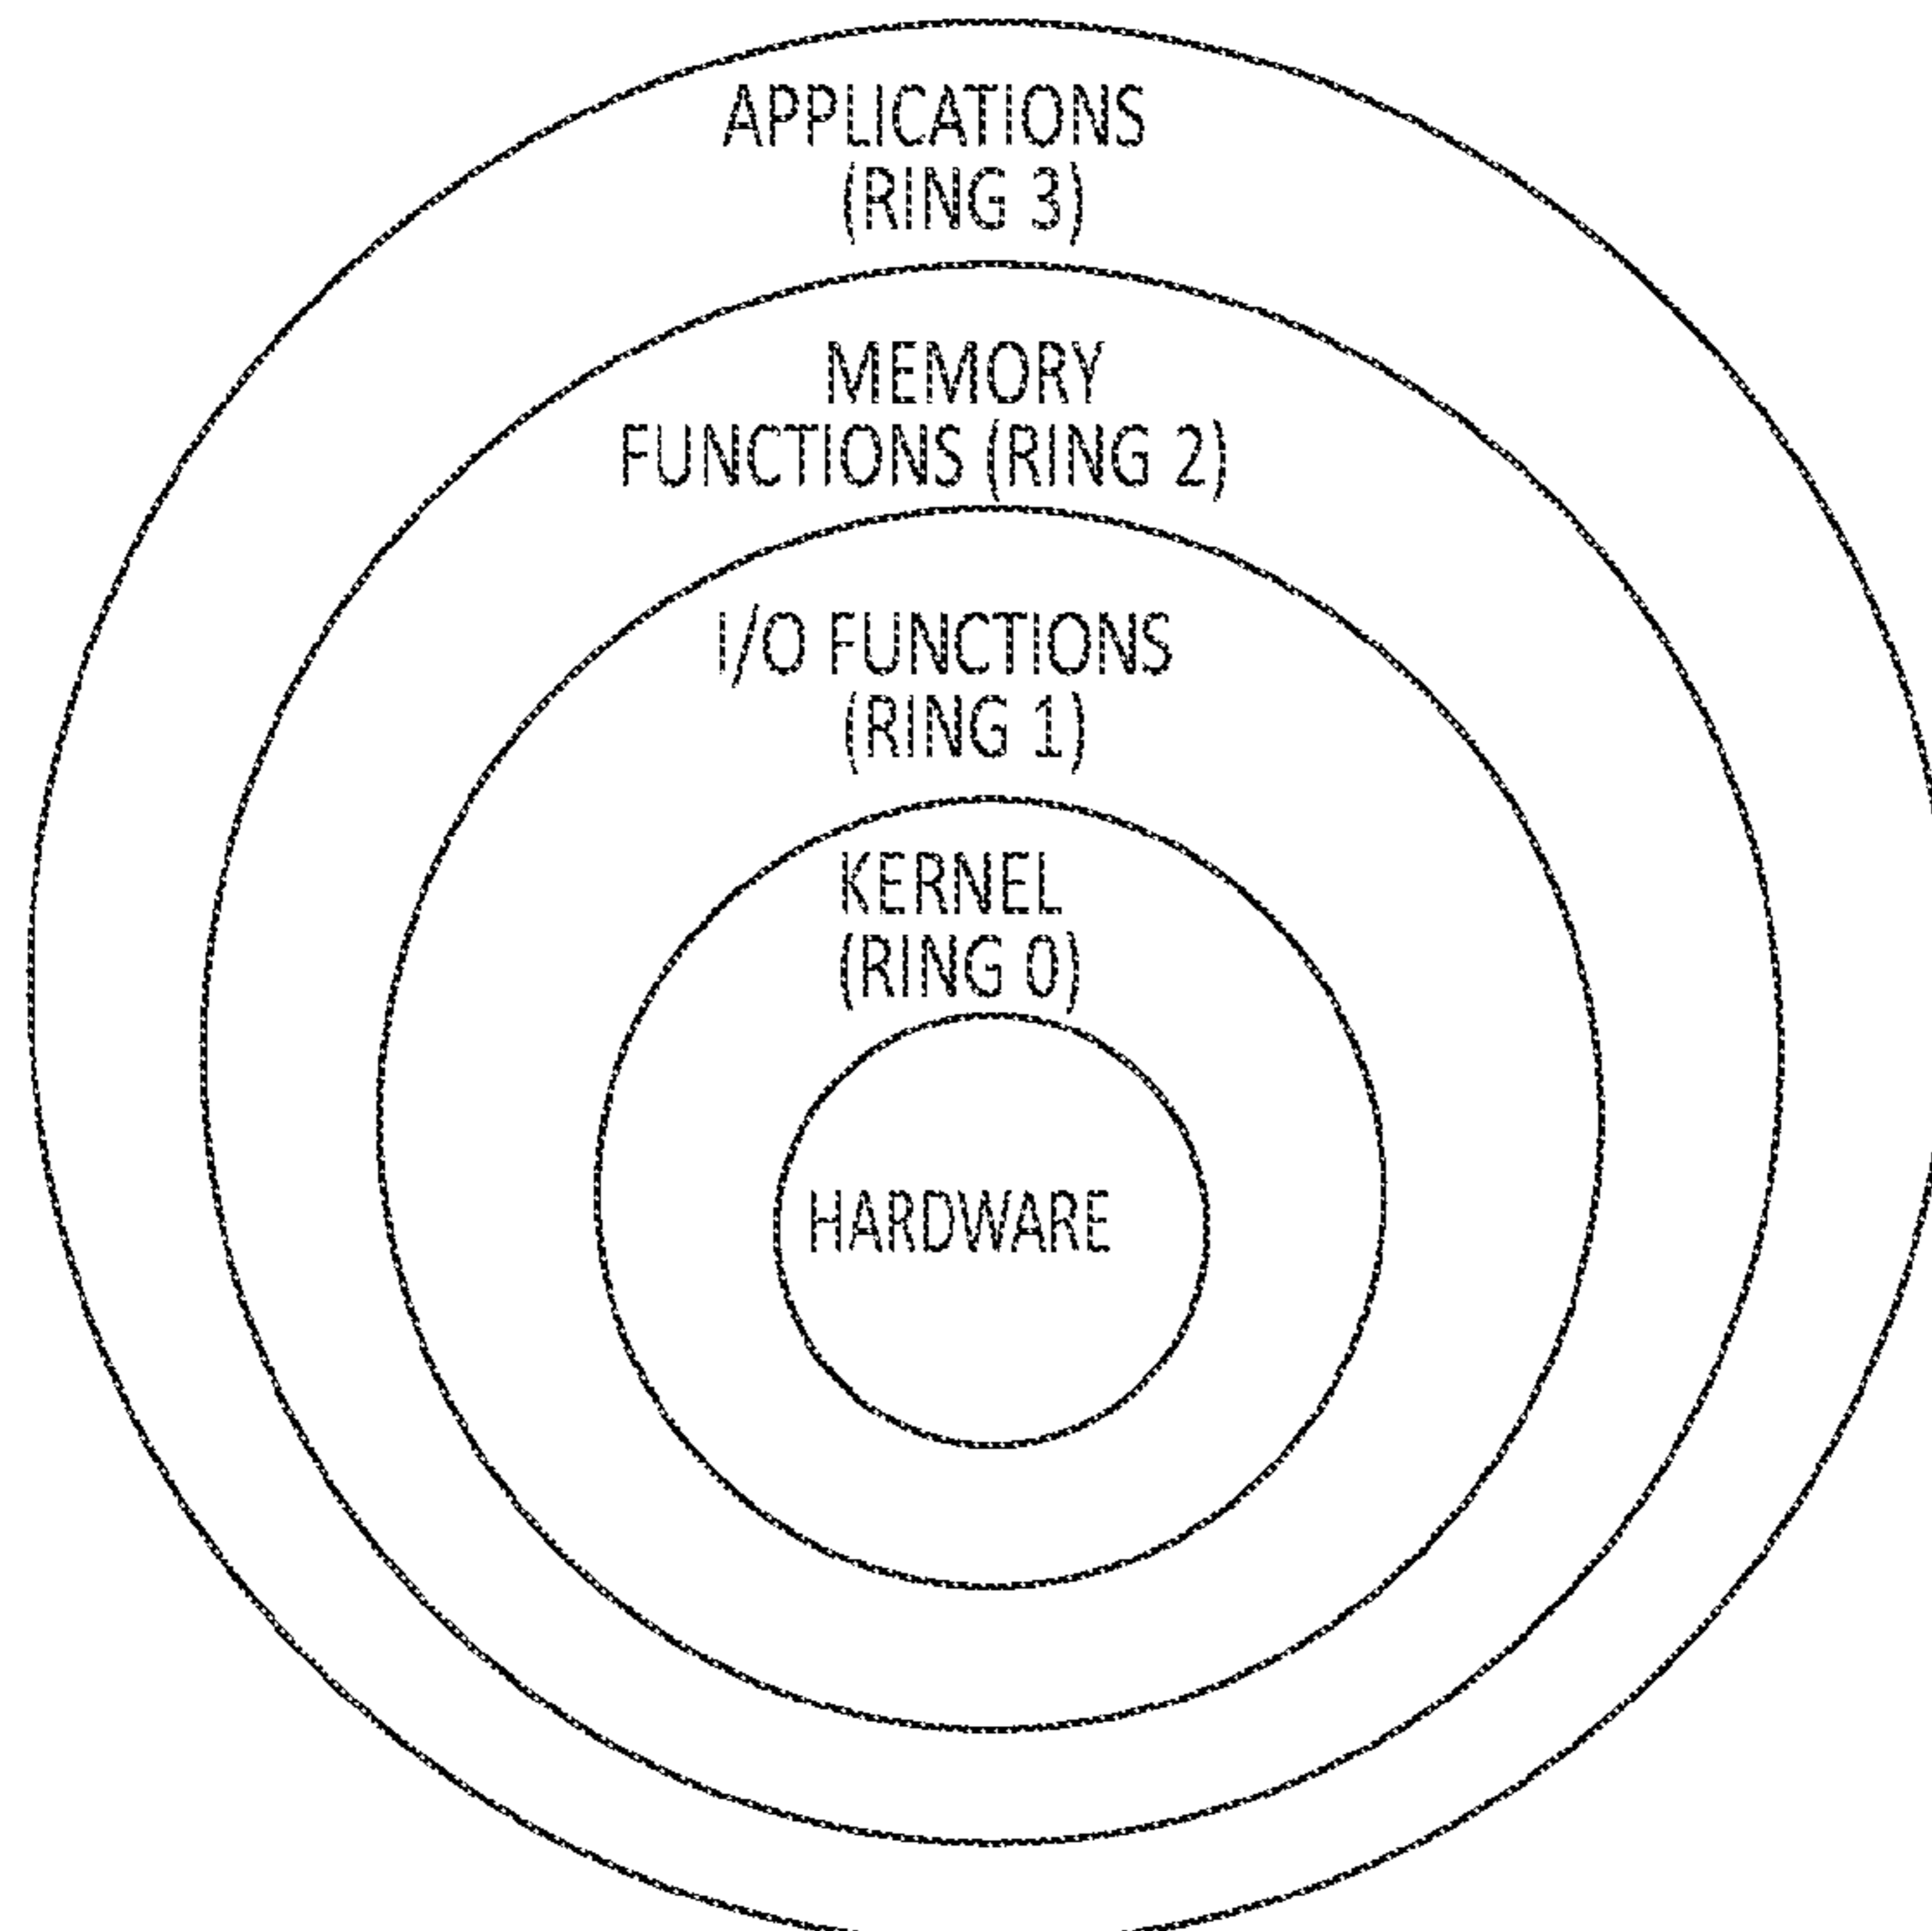 APPLICATIONS
(RING 3)
MEMORY
FUNCTIONS (RING 2)
I/O FUNCTIONS
(RING 1)
KERNEL
(RING 0)
HARDWARE